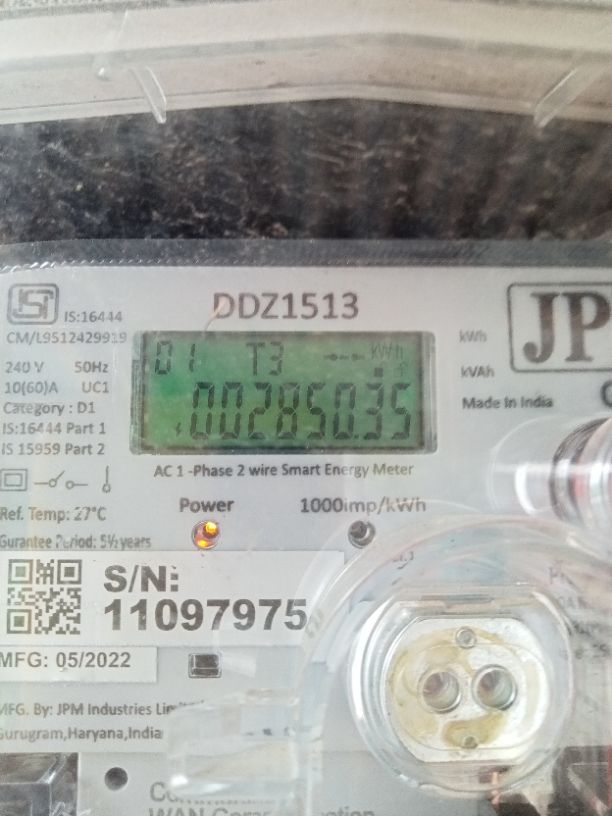 DDZ1513
JP
IS:16444
CM/L9512429919
240 V 50Hz
10(60)A UC1
Category : D1
IS:16444 Part 1
IS 15959 Part 2
01 T3 --- kWh
002850.35
kWh
kVAh
Made in India
AC 1 -Phase 2 wire Smart Energy Meter
Ref. Temp: 27°C
Power
1000imp/kWh
Gurantee Period: 5½ years
S/N:
11097975
MFG: 05/2022
MFG. By: JPM Industries
Gurugram,Haryana,India